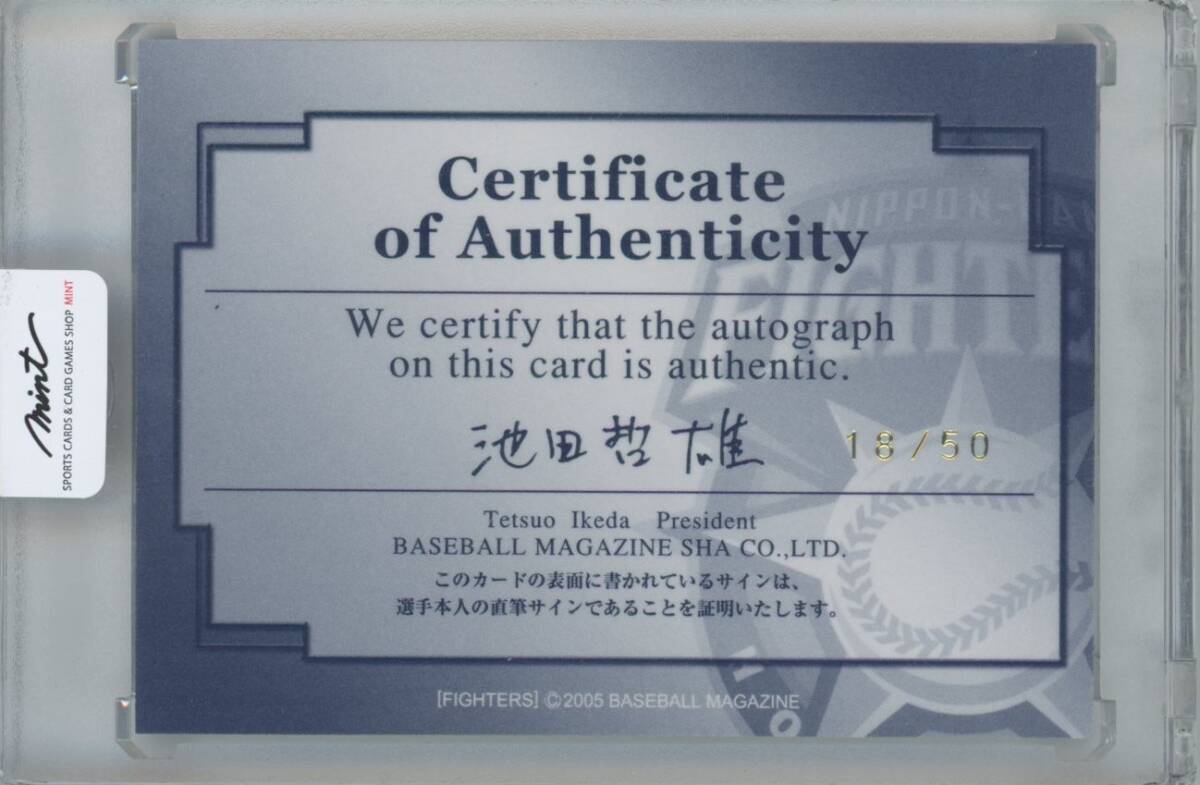 Certificate
of Authenticity
We certify that the autograph
on this card is authentic.
池田哲雄 18/50
Tetsuo Ikeda President
BASEBALL MAGAZINE SHA CO.,LTD.
このカードの表面に書かれているサインは、
選手本人の直筆サインであることを証明いたします。
[FIGHTERS] ©2005 BASEBALL MAGAZINE
mint
SPORTS CARDS & CARD GAMES SHOP MINT
NIPPON-
FIGHTE